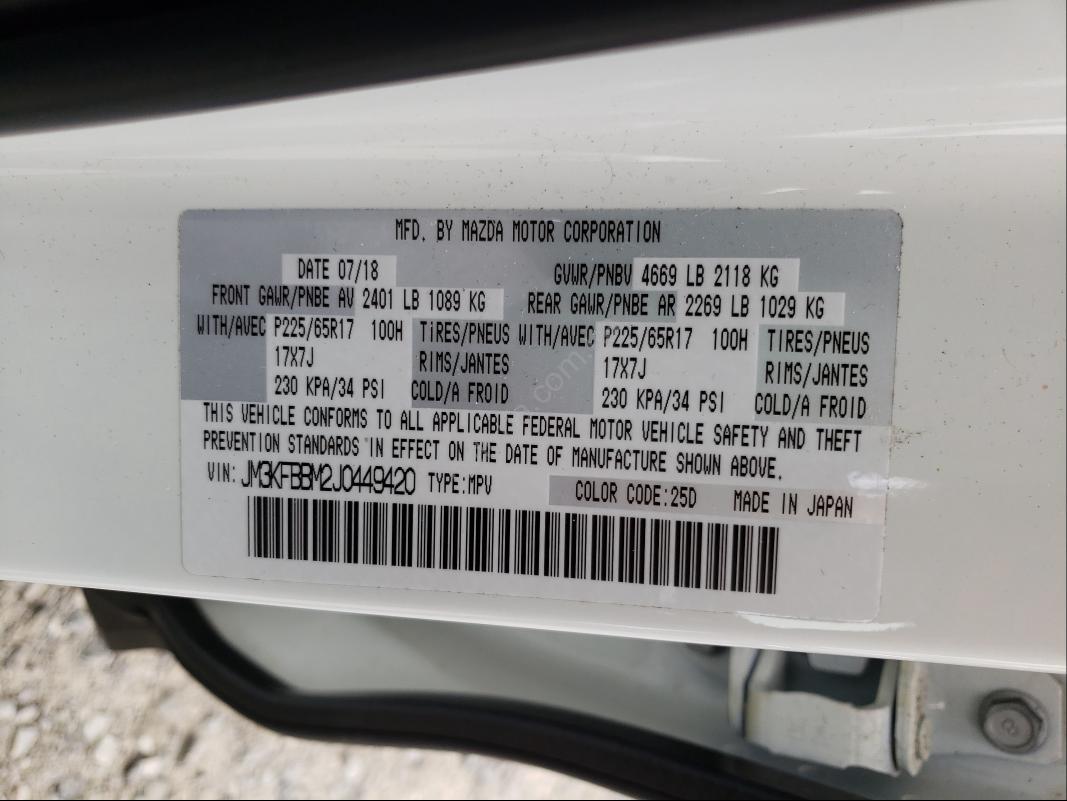 MFD. BY MAZDA MOTOR CORPORATION
DATE 07/18 GVWR/PNBV 4669 LB 2118 KG
FRONT GAWR/PNBE AV 2401 LB 1089 KG REAR GAWR/PNBE AR 2269 LB 1029 KG
WITH/AVEC P225/65R17 100H TIRES/PNEUS WITH/AVEC P225/65R17 100H TIRES/PNEUS
17X7J RIMS/JANTES 17X7J RIMS/JANTES
230 KPA/34 PSI COLD/A FROID 230 KPA/34 PSI COLD/A FROID
THIS VEHICLE CONFORMS TO ALL APPLICABLE FEDERAL MOTOR VEHICLE SAFETY AND THEFT
PREVENTION STANDARDS IN EFFECT ON THE DATE OF MANUFACTURE SHOWN ABOVE.
VIN: JM3KFBBM2J0449420 TYPE:MPV COLOR CODE:25D MADE IN JAPAN